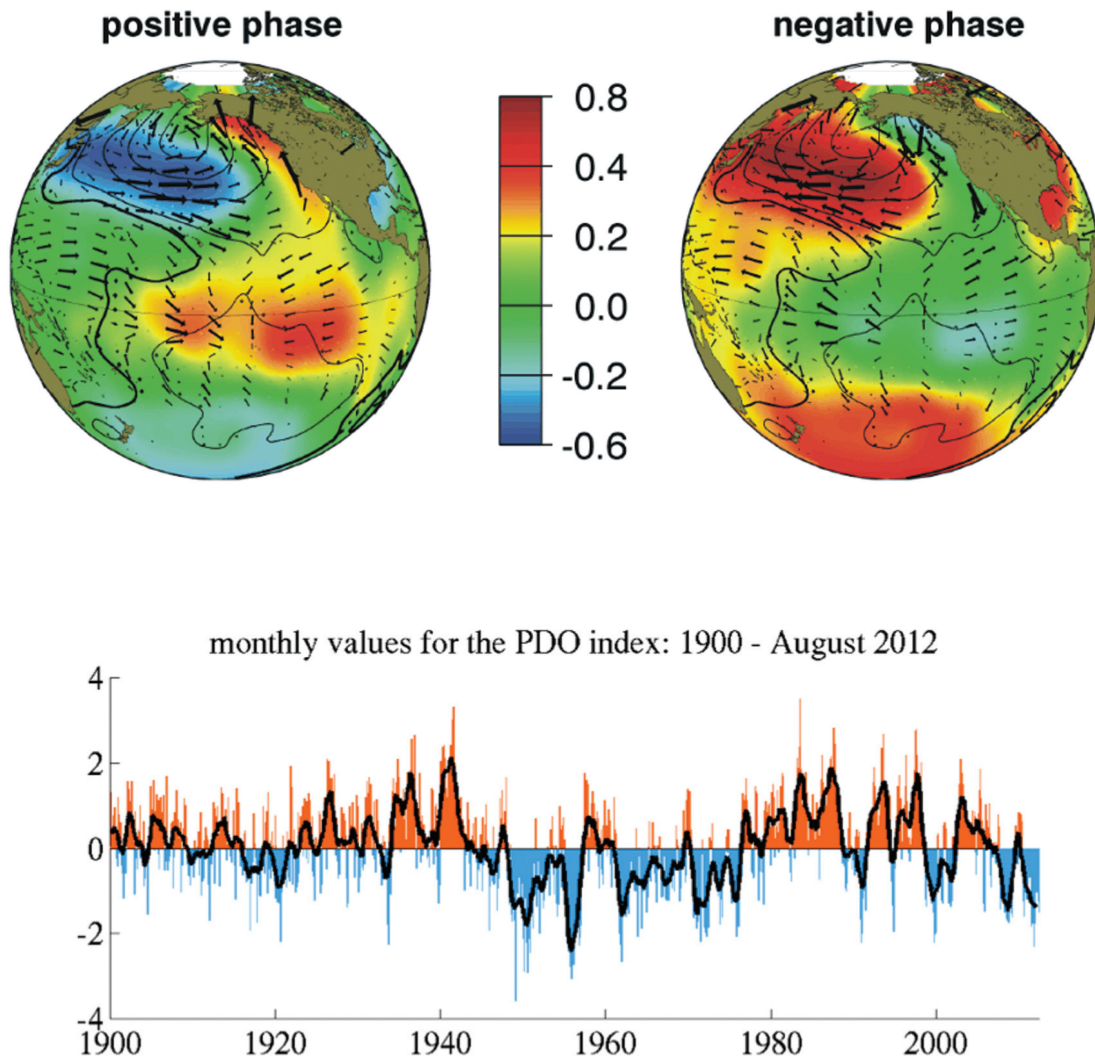 positive phase
negative phase
0.8
0.4
0.2
0.0
-0.2
-0.6
monthly values for the PDO index: 1900 - August 2012
4
2
0
-2
-4
1900 1920 1940 1960 1980 2000